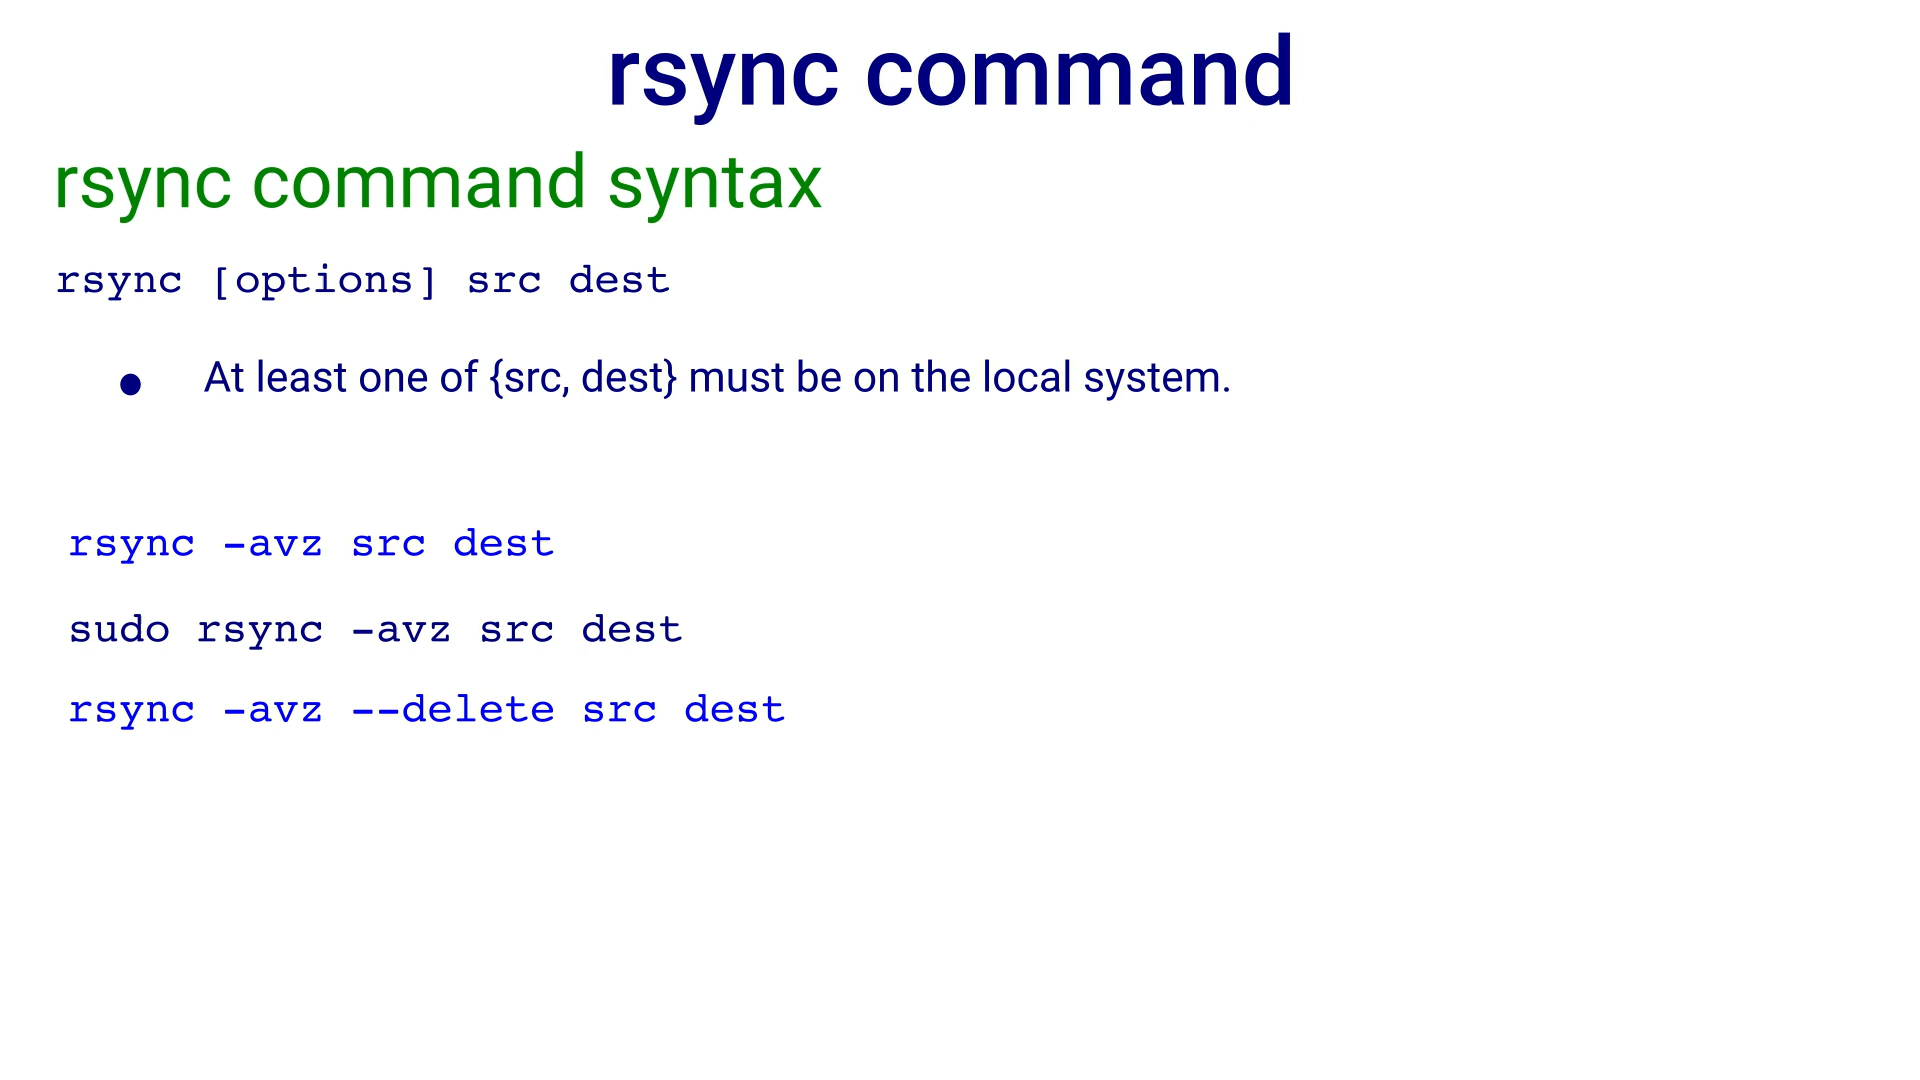 rsync command
rsync command syntax
rsync [options] src dest
● At least one of {src, dest} must be on the local system.
rsync -avz src dest
sudo rsync -avz src dest
rsync -avz --delete src dest